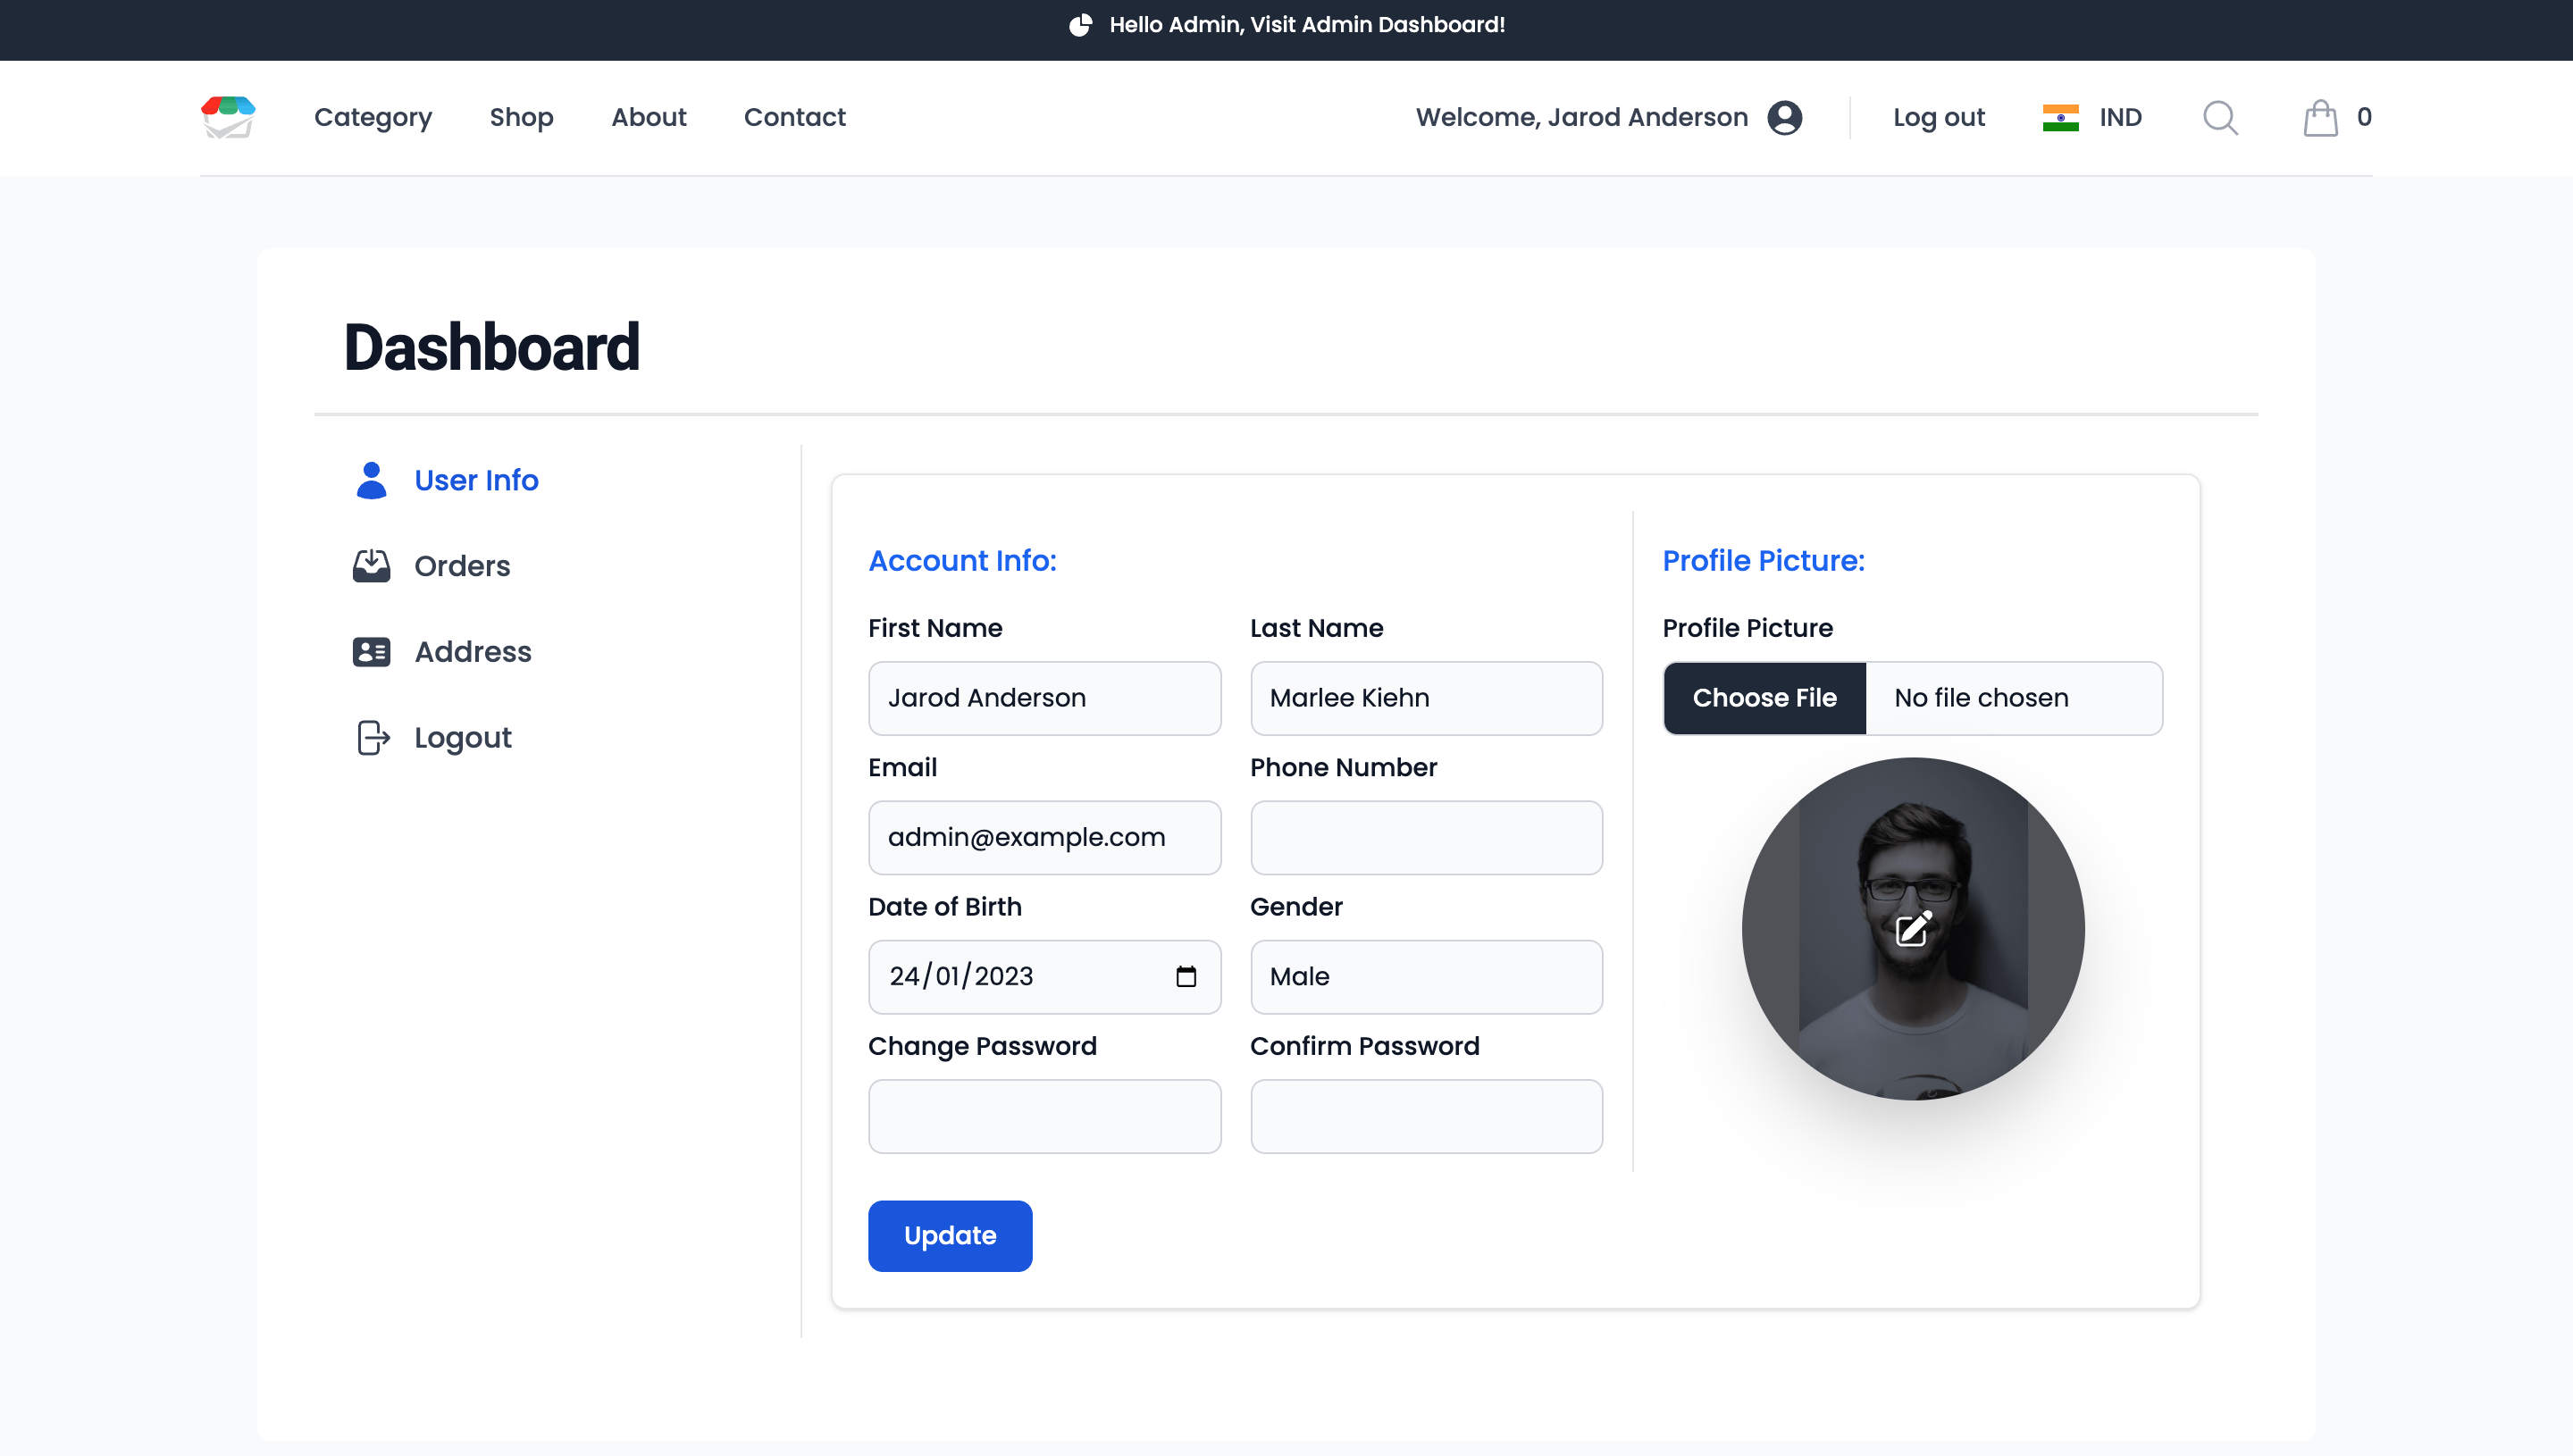 Hello Admin, Visit Admin Dashboard!
Category Shop About Contact Welcome, Jarod Anderson Log out IND 0
Dashboard
User Info
Orders
Address
Logout
Account Info:
First Name Last Name
Jarod Anderson Marlee Kiehn
Email Phone Number
admin@example.com
Date of Birth Gender
24/01/2023 Male
Change Password Confirm Password
Update
Profile Picture:
Profile Picture
Choose File No file chosen